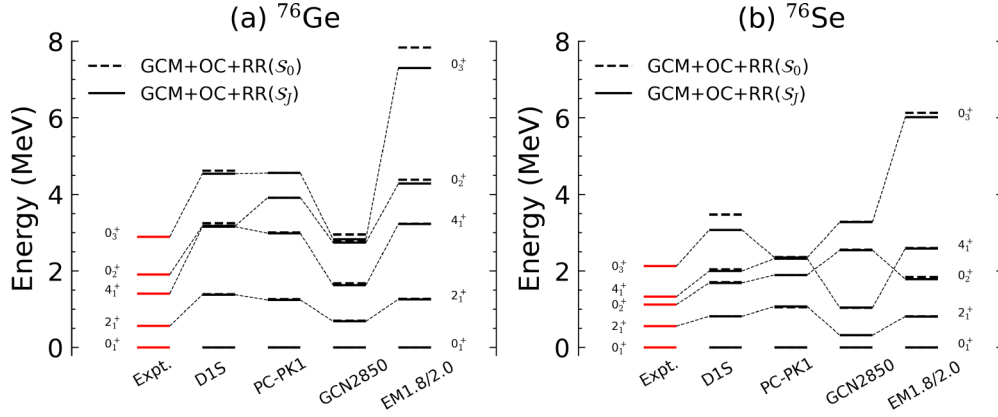 (a) ⁷⁶Ge
Energy (MeV)
8
6
4
2
0
GCM+OC+RR(𝒮₀)
GCM+OC+RR(𝒮_J)
0₃⁺
0₂⁺
4₁⁺
2₁⁺
0₁⁺
0₃⁺
0₂⁺
4₁⁺
2₁⁺
0₁⁺
Expt.
D1S
PC-PK1
GCN2850
EM1.8/2.0
(b) ⁷⁶Se
Energy (MeV)
8
6
4
2
0
GCM+OC+RR(𝒮₀)
GCM+OC+RR(𝒮_J)
0₃⁺
4₁⁺
0₂⁺
2₁⁺
0₁⁺
0₃⁺
4₁⁺
0₂⁺
2₁⁺
0₁⁺
Expt.
D1S
PC-PK1
GCN2850
EM1.8/2.0